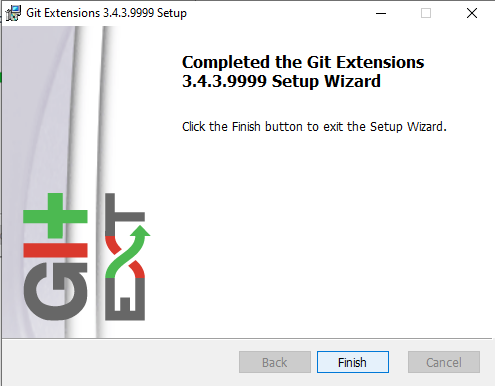 Git Extensions 3.4.3.9999 Setup
Completed the Git Extensions
3.4.3.9999 Setup Wizard
Click the Finish button to exit the Setup Wizard.
GIt
EXT
Back
Finish
Cancel